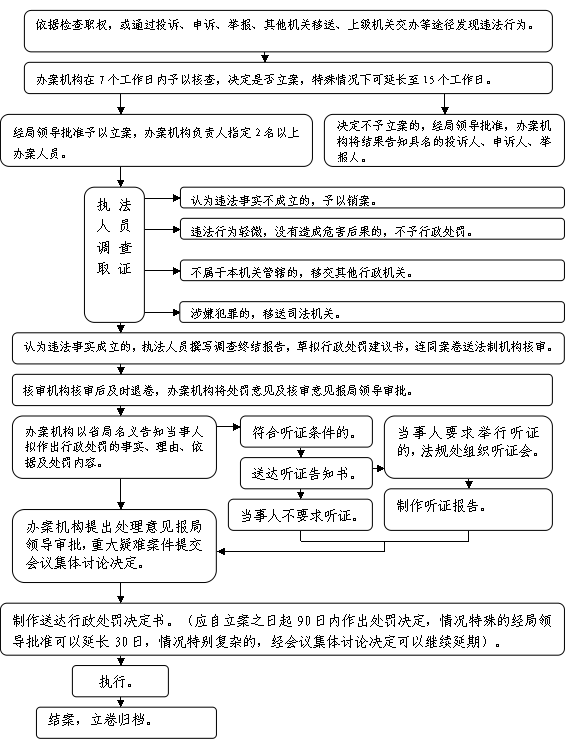 依据检查职权，或通过投诉、申诉、举报、其他机关移送、上级机关交办等途径发现违法行为。
办案机构在7个工作日内予以核查，决定是否立案，特殊情况下可延长至15个工作日。
经局领导批准予以立案，办案机构负责人指定2名以上
办案人员。
决定不予立案的，经局领导批准，办案机
构将结果告知具名的投诉人、申诉人、举
报人。
执法
人员
调查
取证
认为违法事实不成立的，予以销案。
违法行为轻微，没有造成危害后果的，不予行政处罚。
不属于本机关管辖的，移交其他行政机关。
涉嫌犯罪的，移送司法机关。
认为违法事实成立的，执法人员撰写调查终结报告，草拟行政处罚建议书，连同案卷送法制机构核审。
核审机构核审后及时退卷，办案机构将处罚意见及核审意见报局领导审批。
办案机构以省局名义告知当事人
拟作出行政处罚的事实、理由、依
据及处罚内容。
符合听证条件的。
送达听证告知书。
当事人不要求听证。
当事人要求举行听证
的，法规处组织听证会。
制作听证报告。
办案机构提出处理意见报局
领导审批，重大疑难案件提交
会议集体讨论决定。
制作送达行政处罚决定书。（应自立案之日起90日内作出处罚决定，情况特殊的经局领
导批准可以延长30日，情况特别复杂的，经会议集体讨论决定可以继续延期）。
执行。
结案，立卷归档。